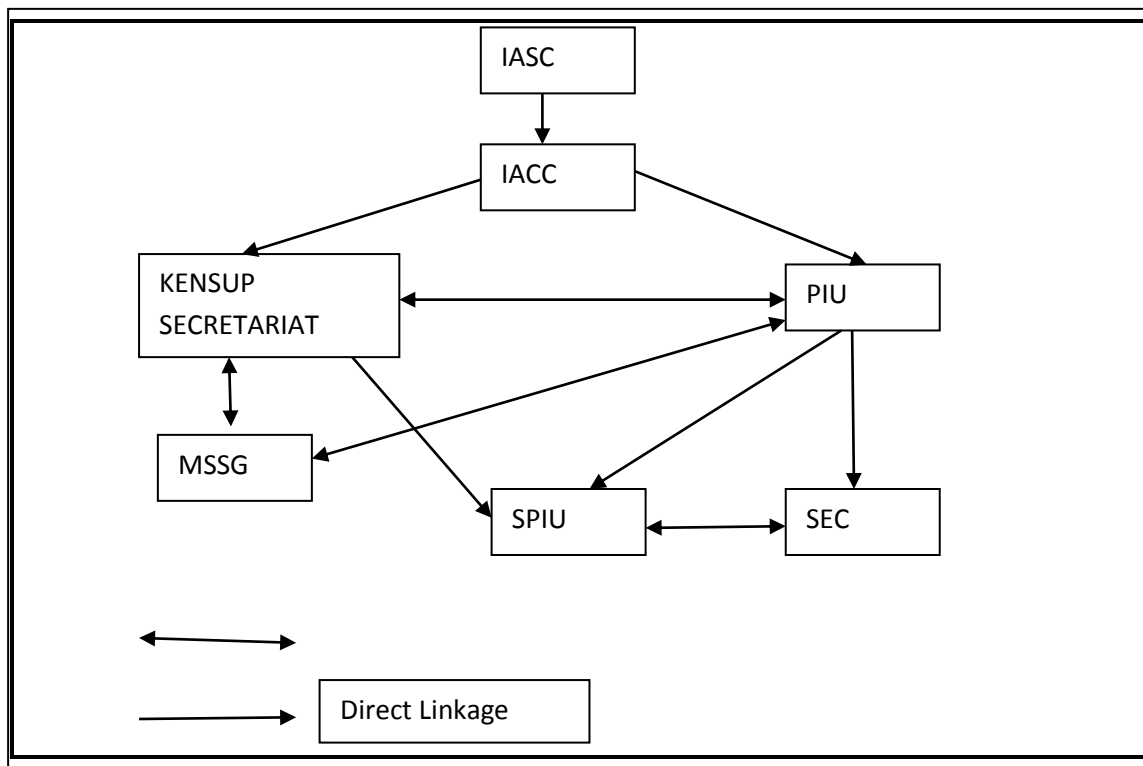 IASC
IACC
KENSUP
SECRETARIAT
PIU
MSSG
SPIU
SEC
Direct Linkage